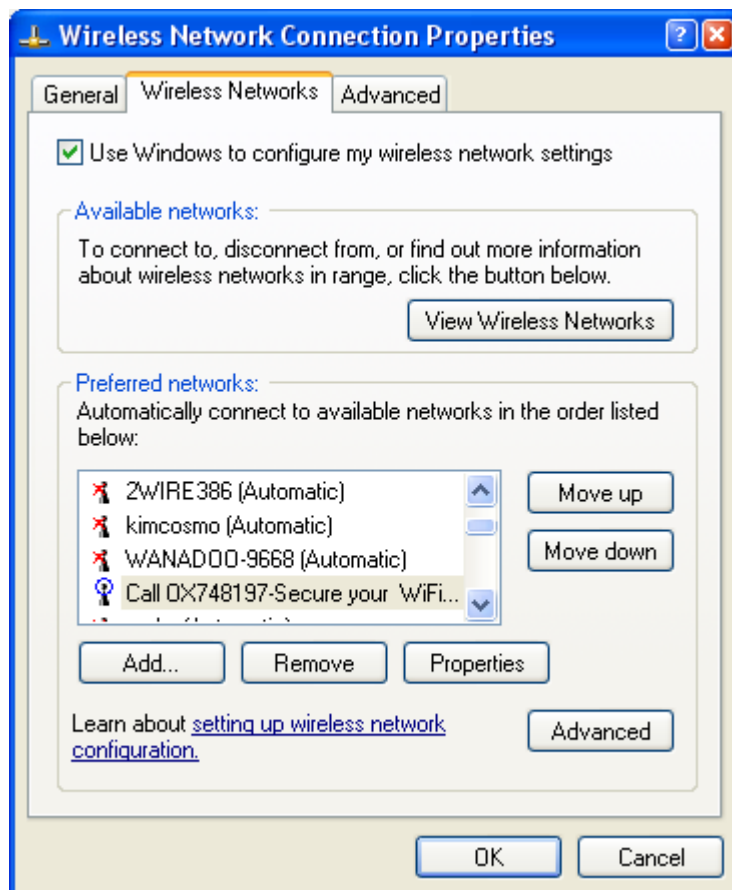 Wireless Network Connection Properties
General Wireless Networks Advanced
Use Windows to configure my wireless network settings
Available networks:
To connect to, disconnect from, or find out more information
about wireless networks in range, click the button below.
View Wireless Networks
Preferred networks:
Automatically connect to available networks in the order listed
below:
2WIRE386 (Automatic)
kimcosmo (Automatic)
WANADOO-9668 (Automatic)
Call OX748197-Secure your WiFi...
Move up
Move down
Add... Remove Properties
Learn about setting up wireless network
configuration.
Advanced
OK Cancel